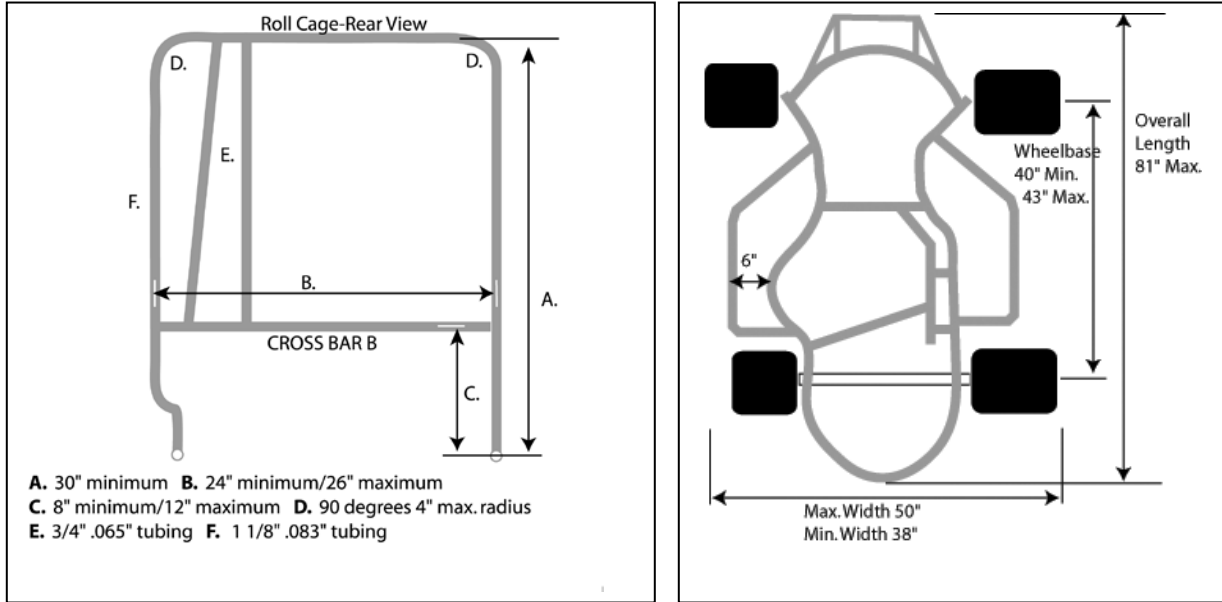 Roll Cage-Rear View
D.
D.
E.
F.
B.
A.
CROSS BAR B
C.
A. 30" minimum B. 24" minimum/26" maximum
C. 8" minimum/12" maximum D. 90 degrees 4" max. radius
E. 3/4" .065" tubing F. 1 1/8" .083" tubing
Overall
Length
81" Max.
Wheelbase
40" Min.
43" Max.
6"
Max. Width 50"
Min. Width 38"